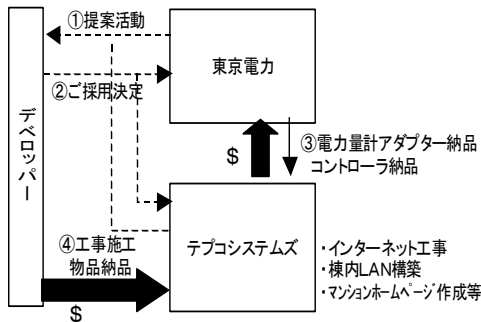 ①提案活動
東京電力
②ご採用決定
デベロッパー
③電力量計アダプター納品
コントローラ納品
$
④工事施工
物品納品
テプコシステムズ
・インターネット工事
・棟内LAN構築
・マンションホームページ作成等
$